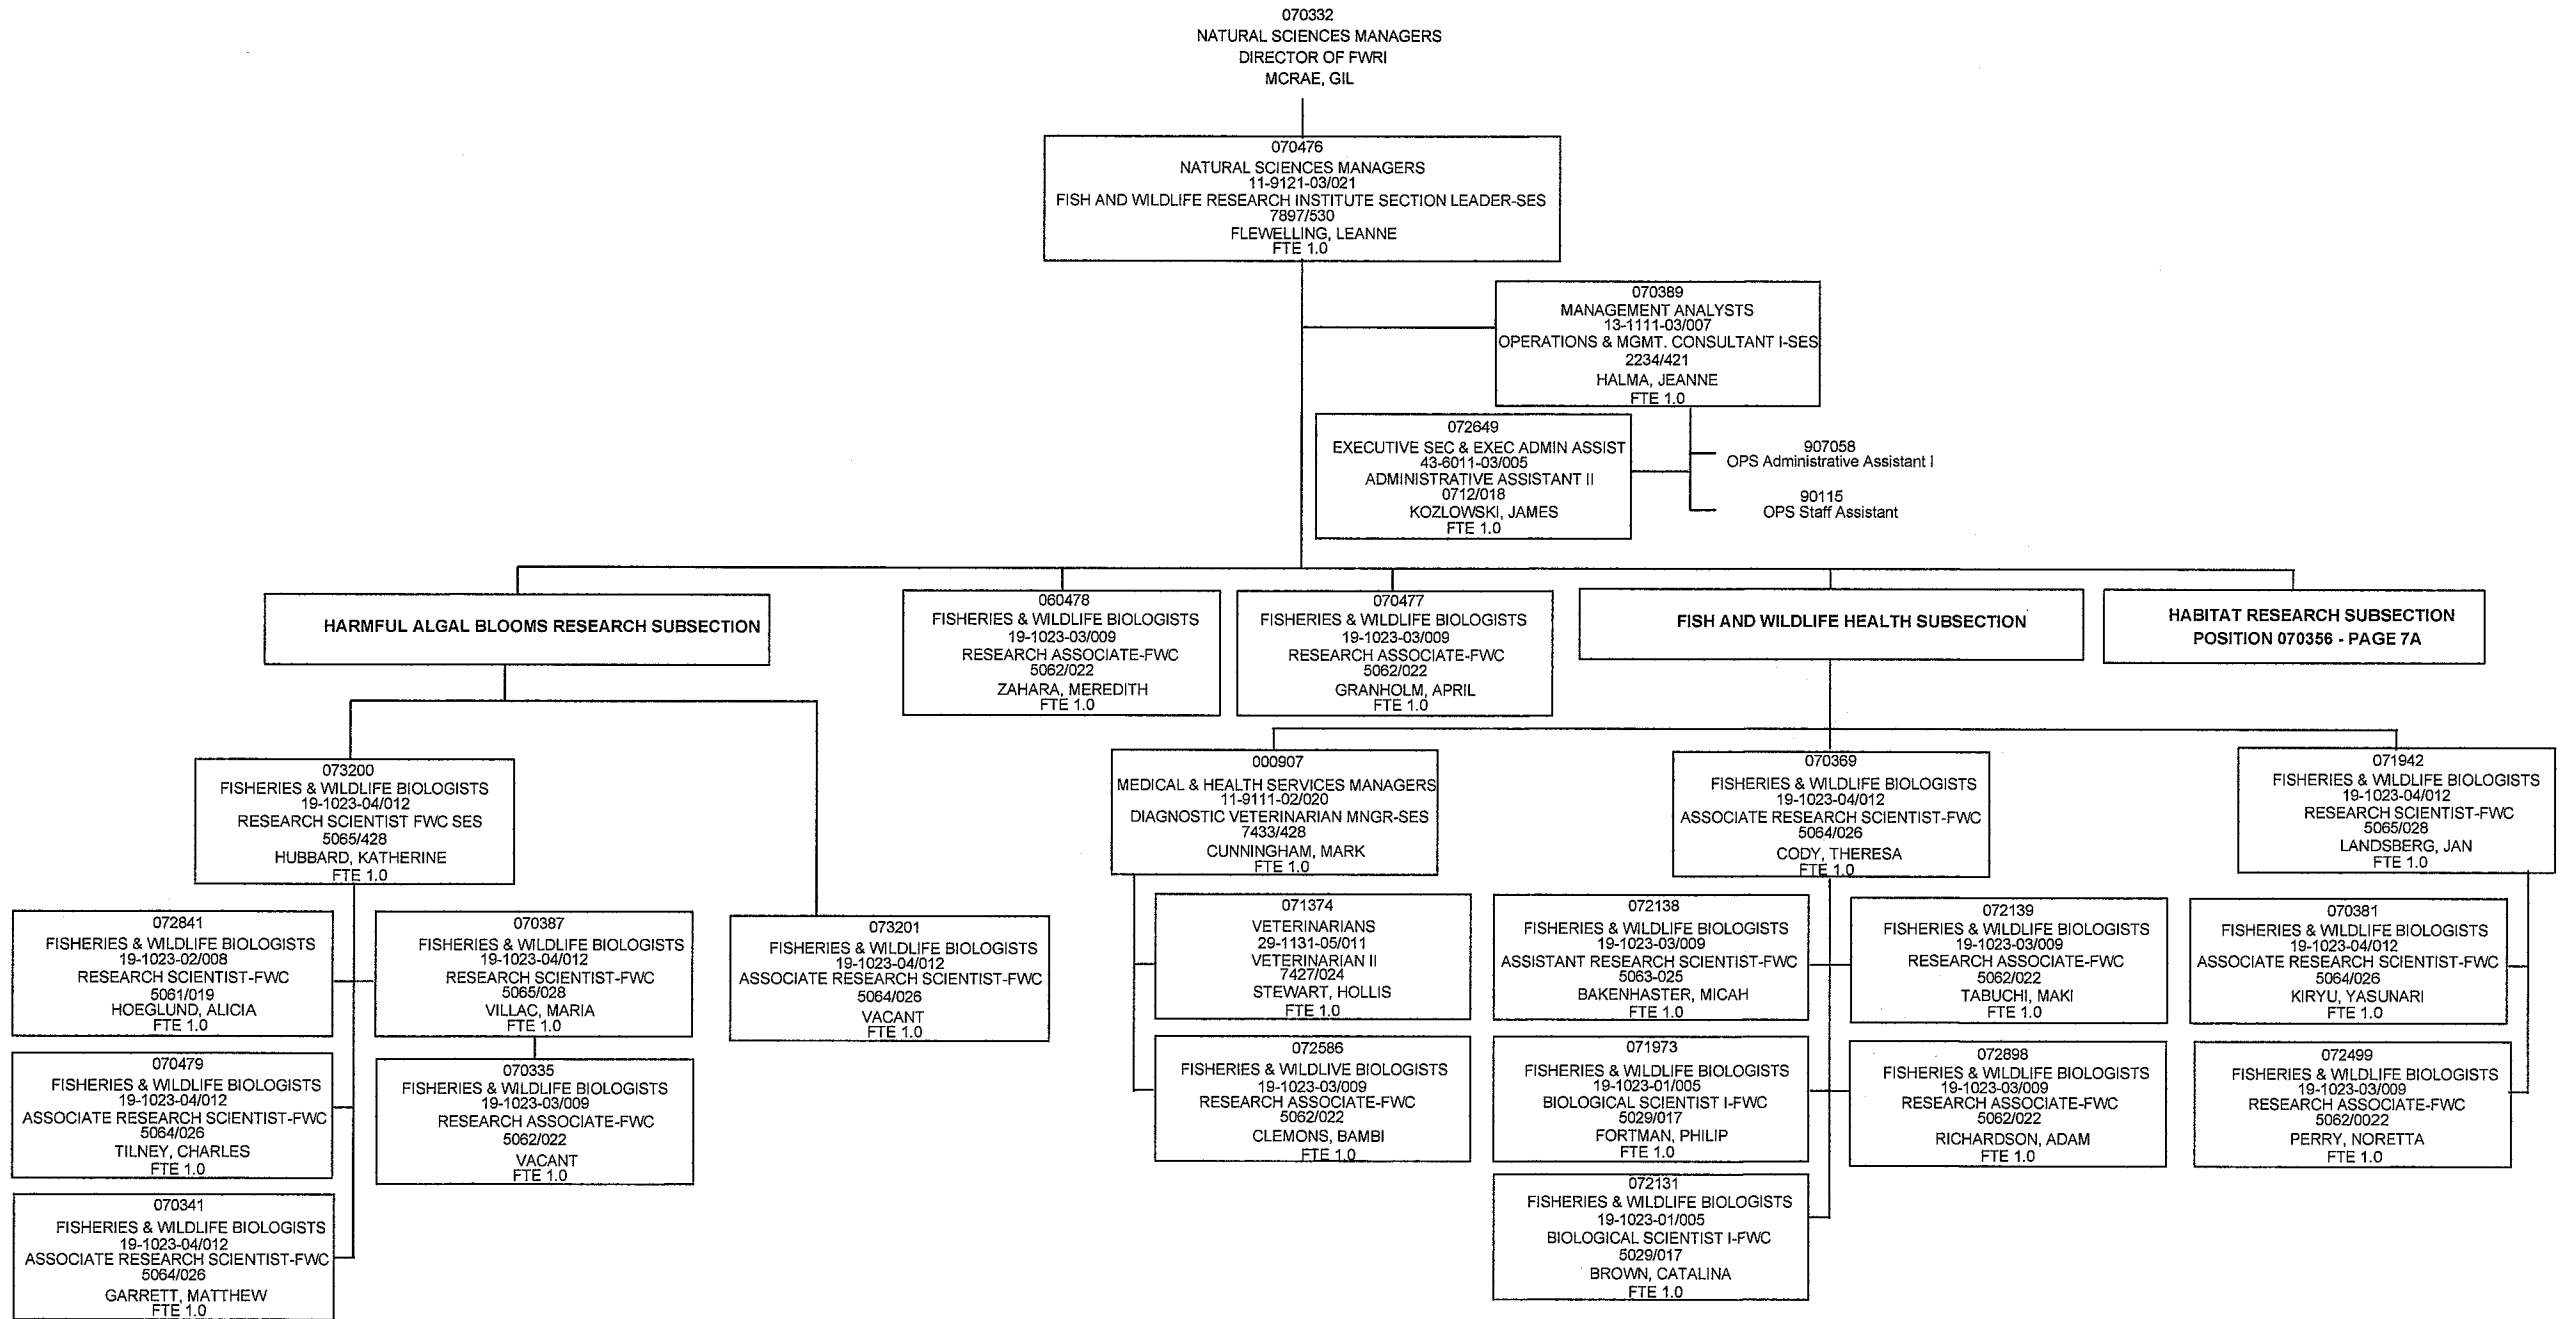 070332
NATURAL SCIENCES MANAGERS
DIRECTOR OF FWRI
MCRAE, GIL
070476
NATURAL SCIENCES MANAGERS
11-9121-03/021
FISH AND WILDLIFE RESEARCH INSTITUTE SECTION LEADER-SES
7897/530
FLEWELLING, LEANNE
FTE 1.0
070389
MANAGEMENT ANALYSTS
13-1111-03/007
OPERATIONS & MGMT. CONSULTANT I-SES
2234/421
HALMA, JEANNE
FTE 1.0
072649
EXECUTIVE SEC & EXEC ADMIN ASSIST
43-6011-03/005
ADMINISTRATIVE ASSISTANT II
0712/018
KOZLOWSKI, JAMES
FTE 1.0
907058
OPS Administrative Assistant I
90115
OPS Staff Assistant
HARMFUL ALGAL BLOOMS RESEARCH SUBSECTION
060478
FISHERIES & WILDLIFE BIOLOGISTS
19-1023-03/009
RESEARCH ASSOCIATE-FWC
5062/022
ZAHARA, MEREDITH
FTE 1.0
070477
FISHERIES & WILDLIFE BIOLOGISTS
19-1023-03/009
RESEARCH ASSOCIATE-FWC
5062/022
GRANHOLM, APRIL
FTE 1.0
FISH AND WILDLIFE HEALTH SUBSECTION
HABITAT RESEARCH SUBSECTION
POSITION 070356 - PAGE 7A
073200
FISHERIES & WILDLIFE BIOLOGISTS
19-1023-04/012
RESEARCH SCIENTIST FWC SES
5065/428
HUBBARD, KATHERINE
FTE 1.0
000907
MEDICAL & HEALTH SERVICES MANAGERS
11-9111-02/020
DIAGNOSTIC VETERINARIAN MNGR-SES
7433/428
CUNNINGHAM, MARK
FTE 1.0
070369
FISHERIES & WILDLIFE BIOLOGISTS
19-1023-04/012
ASSOCIATE RESEARCH SCIENTIST-FWC
5064/026
CODY, THERESA
FTE 1.0
071942
FISHERIES & WILDLIFE BIOLOGISTS
19-1023-04/012
RESEARCH SCIENTIST-FWC
5065/028
LANDSBERG, JAN
FTE 1.0
072841
FISHERIES & WILDLIFE BIOLOGISTS
19-1023-02/008
RESEARCH SCIENTIST-FWC
5061/019
HOEGLUND, ALICIA
FTE 1.0
070387
FISHERIES & WILDLIFE BIOLOGISTS
19-1023-04/012
RESEARCH SCIENTIST-FWC
5065/028
VILLAC, MARIA
FTE 1.0
073201
FISHERIES & WILDLIFE BIOLOGISTS
19-1023-04/012
ASSOCIATE RESEARCH SCIENTIST-FWC
5064/026
VACANT
FTE 1.0
071374
VETERINARIANS
29-1131-05/011
VETERINARIAN II
7427/024
STEWART, HOLLIS
FTE 1.0
072138
FISHERIES & WILDLIFE BIOLOGISTS
19-1023-03/009
ASSISTANT RESEARCH SCIENTIST-FWC
5063-025
BAKENHASTER, MICAH
FTE 1.0
072139
FISHERIES & WILDLIFE BIOLOGISTS
19-1023-03/009
RESEARCH ASSOCIATE-FWC
5062/022
TABUCHI, MAKI
FTE 1.0
070381
FISHERIES & WILDLIFE BIOLOGISTS
19-1023-04/012
ASSOCIATE RESEARCH SCIENTIST-FWC
5064/026
KIRYU, YASUNARI
FTE 1.0
070479
FISHERIES & WILDLIFE BIOLOGISTS
19-1023-04/012
ASSOCIATE RESEARCH SCIENTIST-FWC
5064/026
TILNEY, CHARLES
FTE 1.0
070335
FISHERIES & WILDLIFE BIOLOGISTS
19-1023-03/009
RESEARCH ASSOCIATE-FWC
5062/022
VACANT
FTE 1.0
072586
FISHERIES & WILDLIVE BIOLOGISTS
19-1023-03/009
RESEARCH ASSOCIATE-FWC
5062/022
CLEMONS, BAMBI
FTE 1.0
071973
FISHERIES & WILDLIFE BIOLOGISTS
19-1023-01/005
BIOLOGICAL SCIENTIST I-FWC
5029/017
FORTMAN, PHILIP
FTE 1.0
072898
FISHERIES & WILDLIFE BIOLOGISTS
19-1023-03/009
RESEARCH ASSOCIATE-FWC
5062/022
RICHARDSON, ADAM
FTE 1.0
072499
FISHERIES & WILDLIFE BIOLOGISTS
19-1023-03/009
RESEARCH ASSOCIATE-FWC
5062/0022
PERRY, NORETTA
FTE 1.0
070341
FISHERIES & WILDLIFE BIOLOGISTS
19-1023-04/012
ASSOCIATE RESEARCH SCIENTIST-FWC
5064/026
GARRETT, MATTHEW
FTE 1.0
072131
FISHERIES & WILDLIFE BIOLOGISTS
19-1023-01/005
BIOLOGICAL SCIENTIST I-FWC
5029/017
BROWN, CATALINA
FTE 1.0